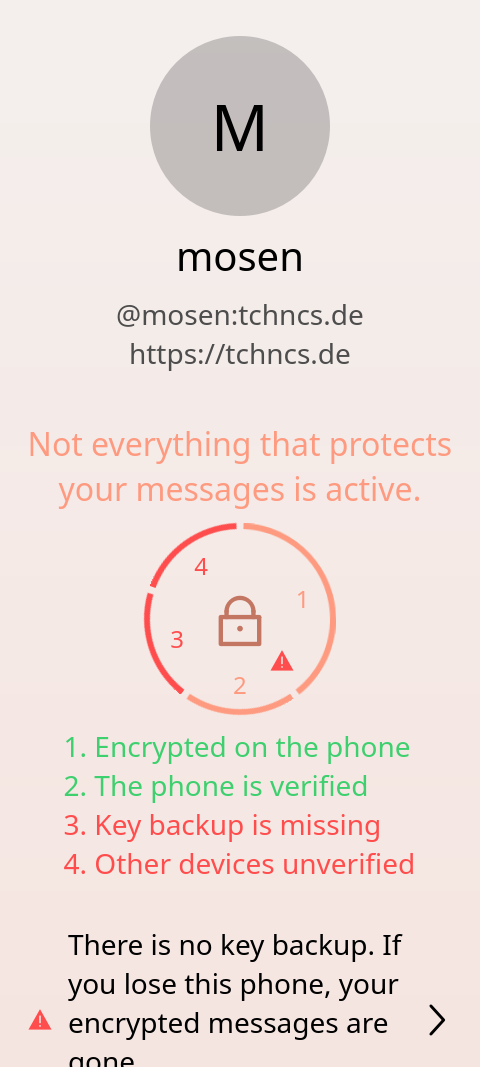 M
mosen
@mosen:tchncs.de
https://tchncs.de
Not everything that protects
your messages is active.
4
1
3
2
1. Encrypted on the phone
2. The phone is verified
3. Key backup is missing
4. Other devices unverified
There is no key backup. If
you lose this phone, your
encrypted messages are
gone